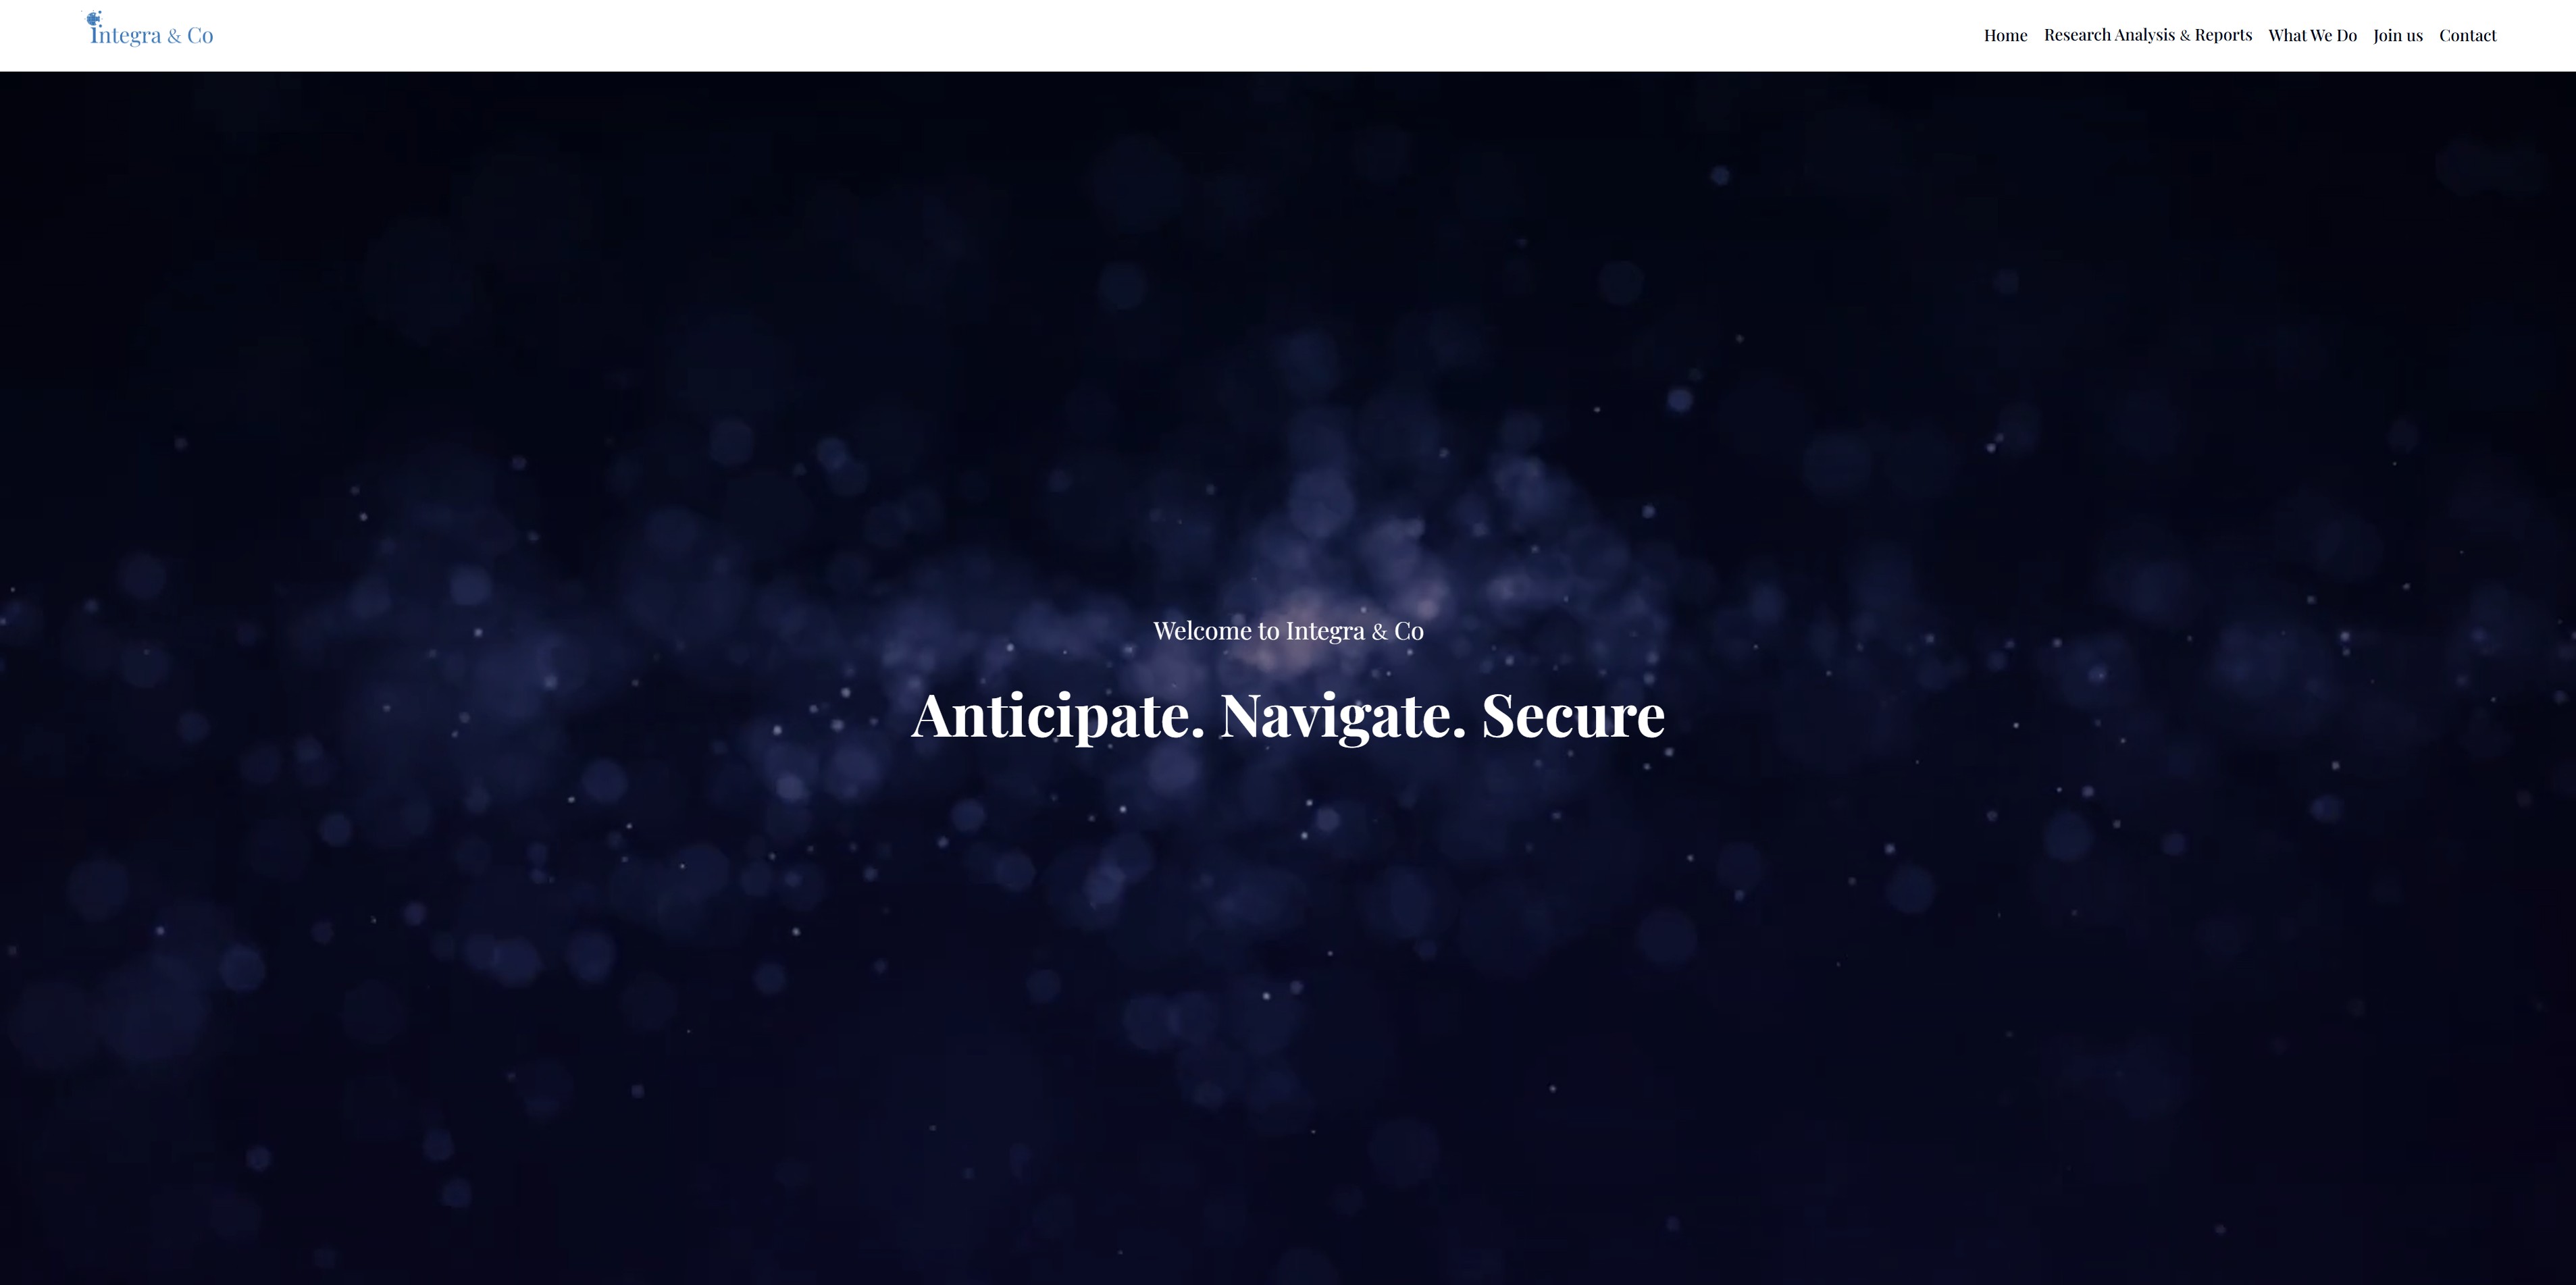 Integra & Co
Home Research Analysis & Reports What We Do Join us Contact
Welcome to Integra & Co
Anticipate. Navigate. Secure